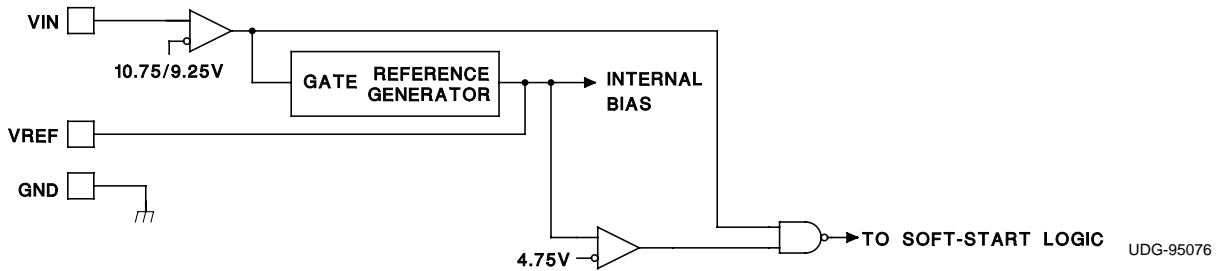 VIN
10.75/9.25V
GATE
REFERENCE
GENERATOR
INTERNAL
BIAS
VREF
GND
4.75V
TO SOFT-START LOGIC
UDG-95076